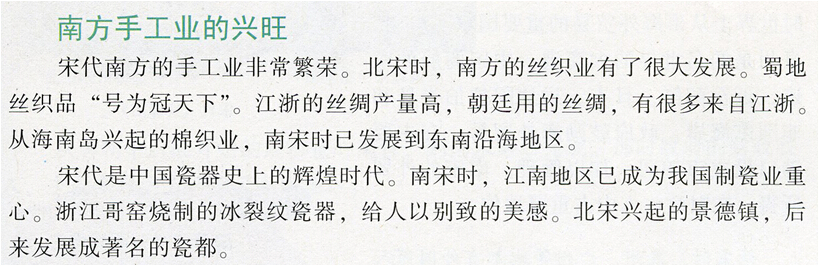 南方手工业的兴旺
宋代南方的手工业非常繁荣。北宋时，南方的丝织业有了很大发展。蜀地
丝织品“号为冠天下”。江浙的丝绸产量高，朝廷用的丝绸，有很多来自江浙。
从海南岛兴起的棉织业，南宋时已发展到东南沿海地区。
宋代是中国瓷器史上的辉煌时代。南宋时，江南地区已成为我国制瓷业重
心。浙江哥窑烧制的冰裂纹瓷器，给人以别致的美感。北宋兴起的景德镇，后
来发展成著名的瓷都。